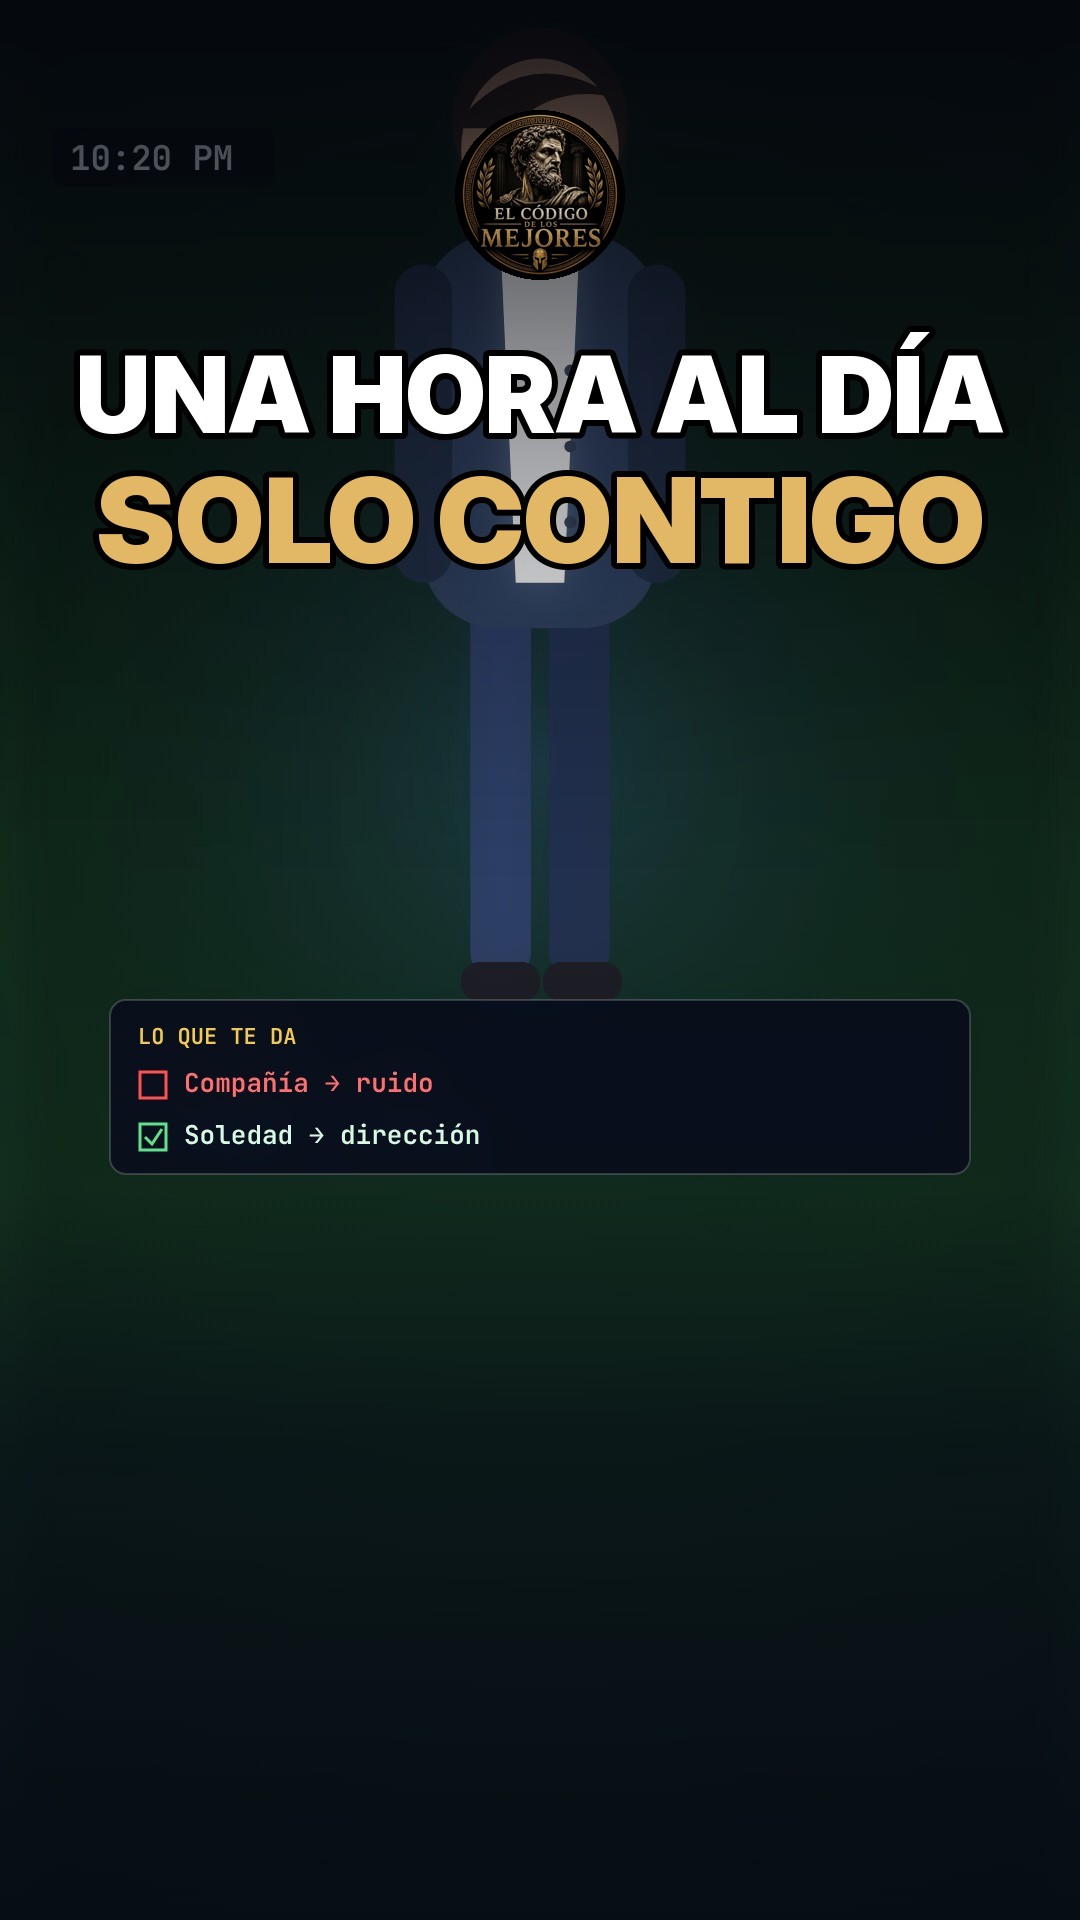 10:20 PM
EL CÓDIGO
DE LOS
MEJORES
UNA HORA AL DÍA
SOLO CONTIGO
LO QUE TE DA
Compañía → ruido
Soledad → dirección